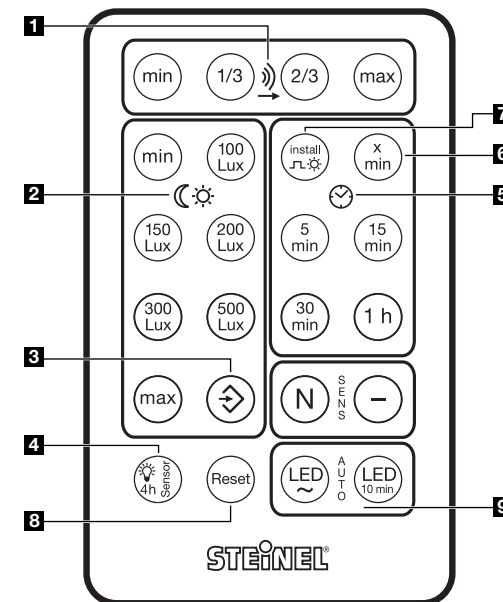 1
min 1/3 2/3 max
7
min 100 Lux install x min
6
2
5
150 Lux 200 Lux 5 min 15 min
300 Lux 500 Lux 30 min 1 h
3
max N SENS –
4
4h Sensor Reset LED ~ AUTO LED 10 min
8
9
STEINEL®